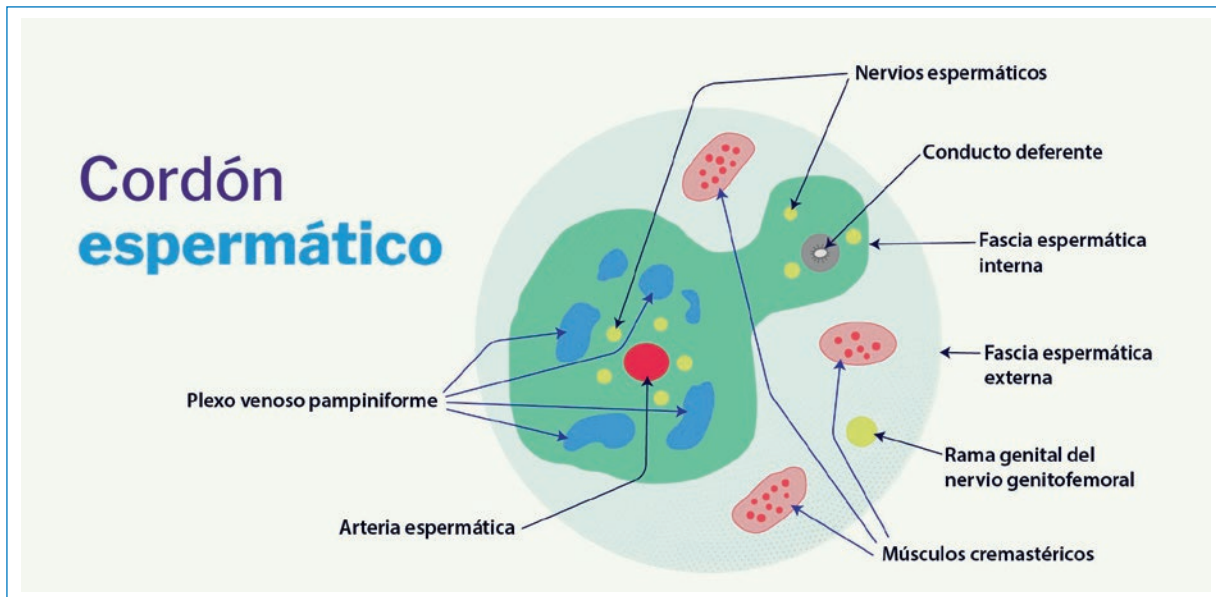 Cordón
espermático
Nervios espermáticos
Conducto deferente
Fascia espermática
interna
Fascia espermática
externa
Rama genital del
nervio genitofemoral
Músculos cremastéricos
Plexo venoso pampiniforme
Arteria espermática